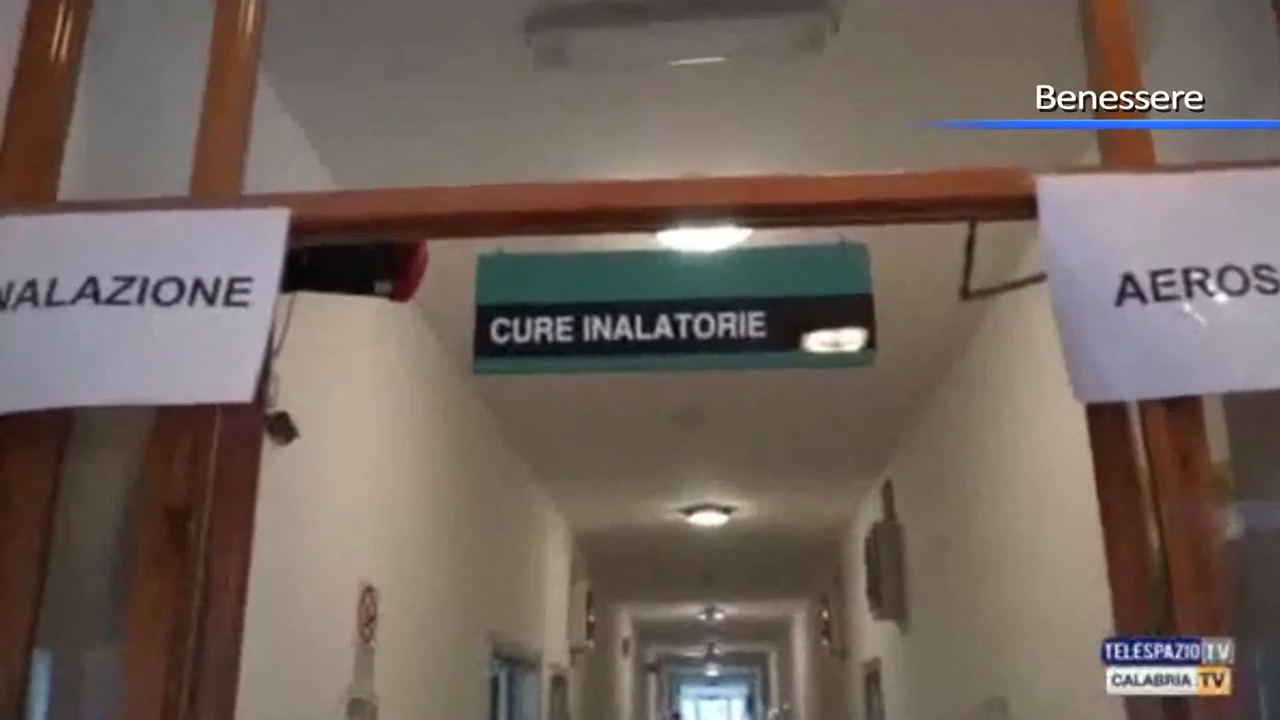 Benessere
NALAZIONE
CURE INALATORIE
AEROS
TELESPAZIO TV
CALABRIA.TV